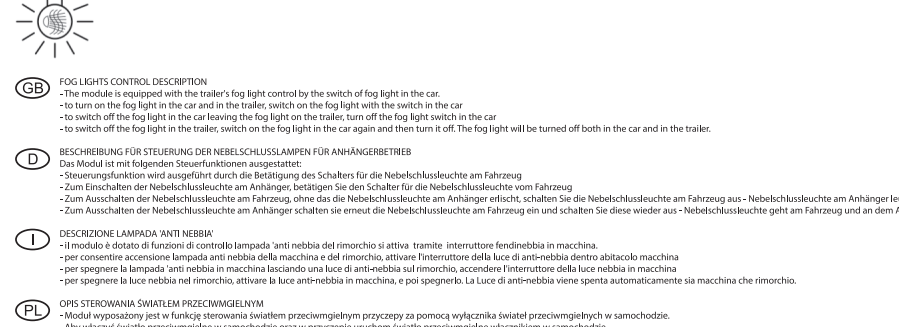 GB
FOG LIGHTS CONTROL DESCRIPTION
- The module is equipped with the trailer's fog light control by the switch of fog light in the car.
- to turn on the fog light in the car and in the trailer, switch on the fog light with the switch in the car
- to switch off the fog light in the car leaving the fog light on the trailer, turn off the fog light switch in the car
- to switch off the fog light in the trailer, switch on the fog light in the car again and then turn it off. The fog light will be turned off both in the car and in the trailer.
D
BESCHREIBUNG FÜR STEUERUNG DER NEBELSCHLUSSLAMPEN FÜR ANHÄNGERBETRIEB
Das Modul ist mit folgenden Steuerfunktionen ausgestattet:
- Steuerungsfunktion wird ausgeführt durch die Betätigung des Schalters für die Nebelschlussleuchte am Fahrzeug
- Zum Einschalten der Nebelschlussleuchte am Anhänger, betätigen Sie den Schalter für die Nebelschlussleuchte vom Fahrzeug
- Zum Ausschalten der Nebelschlussleuchte am Fahrzeug, ohne das die Nebelschlussleuchte am Anhänger erlischt, schalten Sie die Nebelschlussleuchte am Fahrzeug aus - Nebelschlussleuchte am Anhänger
- Zum Ausschalten der Nebelschlussleuchte am Anhänger schalten sie erneut die Nebelschlussleuchte am Fahrzeug ein und schalten Sie diese wieder aus - Nebelschlussleuchte geht am Fahrzeug und an dem
I
DESCRIZIONE LAMPADA 'ANTI NEBBIA'
- il modulo è dotato di funzioni di controllo lampada 'anti nebbia del rimorchio si attiva tramite interruttore fendinebbia in macchina.
- per consentire accensione lampada anti nebbia della macchina e del rimorchio, attivare l'interruttore della luce di anti-nebbia dentro abitacolo macchina
- per spegnere la lampada 'anti nebbia in macchina lasciando una luce di anti-nebbia sul rimorchio, accendere l'interruttore della luce nebbia in macchina
- per spegnere la luce nebbia nel rimorchio, attivare la luce anti-nebbia in macchina, e poi spegnerlo. La Luce di anti-nebbia viene spenta automaticamente sia macchina che rimorchio.
PL
OPIS STEROWANIA ŚWIATŁEM PRZECIWMGIELNYM
- Moduł wyposażony jest w funkcję sterowania światłem przeciwmgielnym przyczepy za pomocą wyłącznika świateł przeciwmgielnych w samochodzie.